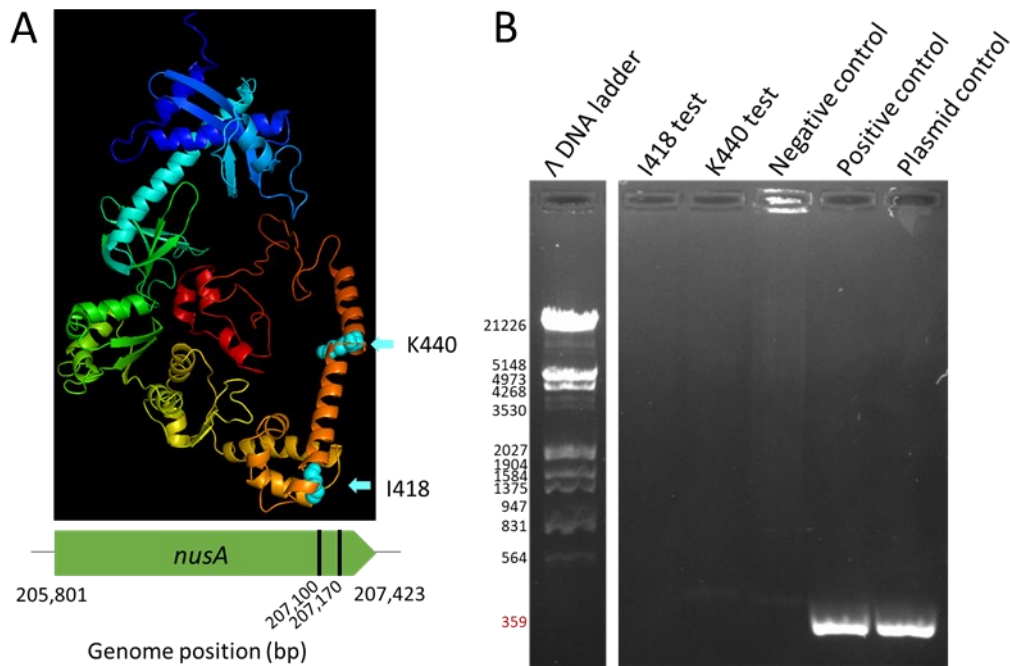 A
K440
I418
nusA
205,801
207,100
207,170
207,423
Genome position (bp)
B
Λ DNA ladder
I418 test
K440 test
Negative control
Positive control
Plasmid control
21226
5148
4973
4268
3530
2027
1904
1584
1375
947
831
564
359